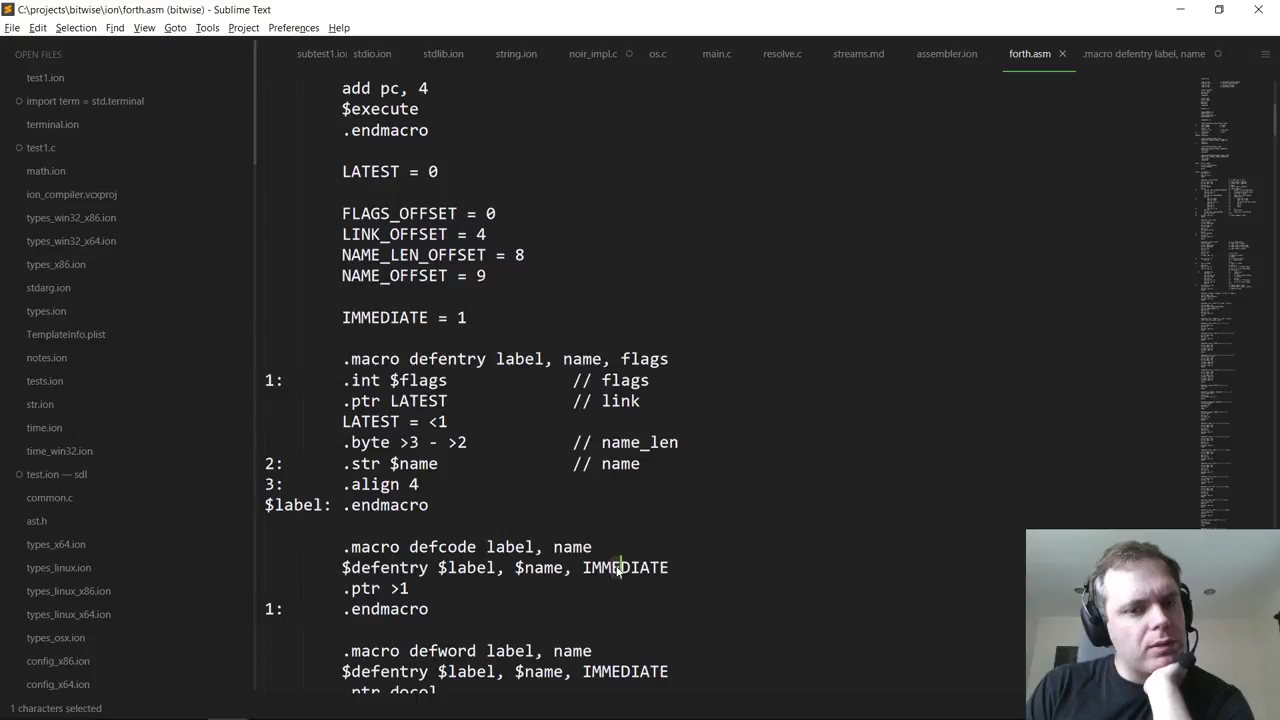 C:\projects\bitwise\ion\forth.asm (bitwise) - Sublime Text
File Edit Selection Find View Goto Tools Project Preferences Help
OPEN FILES
subtest1.ion stdio.ion stdlib.ion string.ion noir_impl.c os.c main.c resolve.c streams.md assembler.ion forth.asm .macro defentry label, name
test1.ion
import term = std.terminal
terminal.ion
test1.c
math.ion
ion_compiler.vcxproj
types_win32_x86.ion
types_win32_x64.ion
types_x86.ion
stdarg.ion
types.ion
TemplateInfo.plist
notes.ion
tests.ion
str.ion
time.ion
time_win32.ion
test.ion — sdl
common.c
ast.h
types_x64.ion
types_linux.ion
types_linux_x64.ion
types_osx.ion
config_x86.ion
config_x64.ion
add pc, 4
$execute
.endmacro
LATEST = 0
FLAGS_OFFSET = 0
LINK_OFFSET = 4
NAME_LEN_OFFSET = 8
NAME_OFFSET = 9
IMMEDIATE = 1
.macro defentry label, name, flags
1: .int $flags // flags
.ptr LATEST // link
LATEST = <1
.byte >3 - >2 // name_len
2: .str $name // name
3: .align 4
$label: .endmacro
.macro defcode label, name
$defentry $label, $name, IMMEDIATE
.ptr >1
1: .endmacro
.macro defword label, name
$defentry $label, $name, IMMEDIATE
.ptr docol
1 characters selected